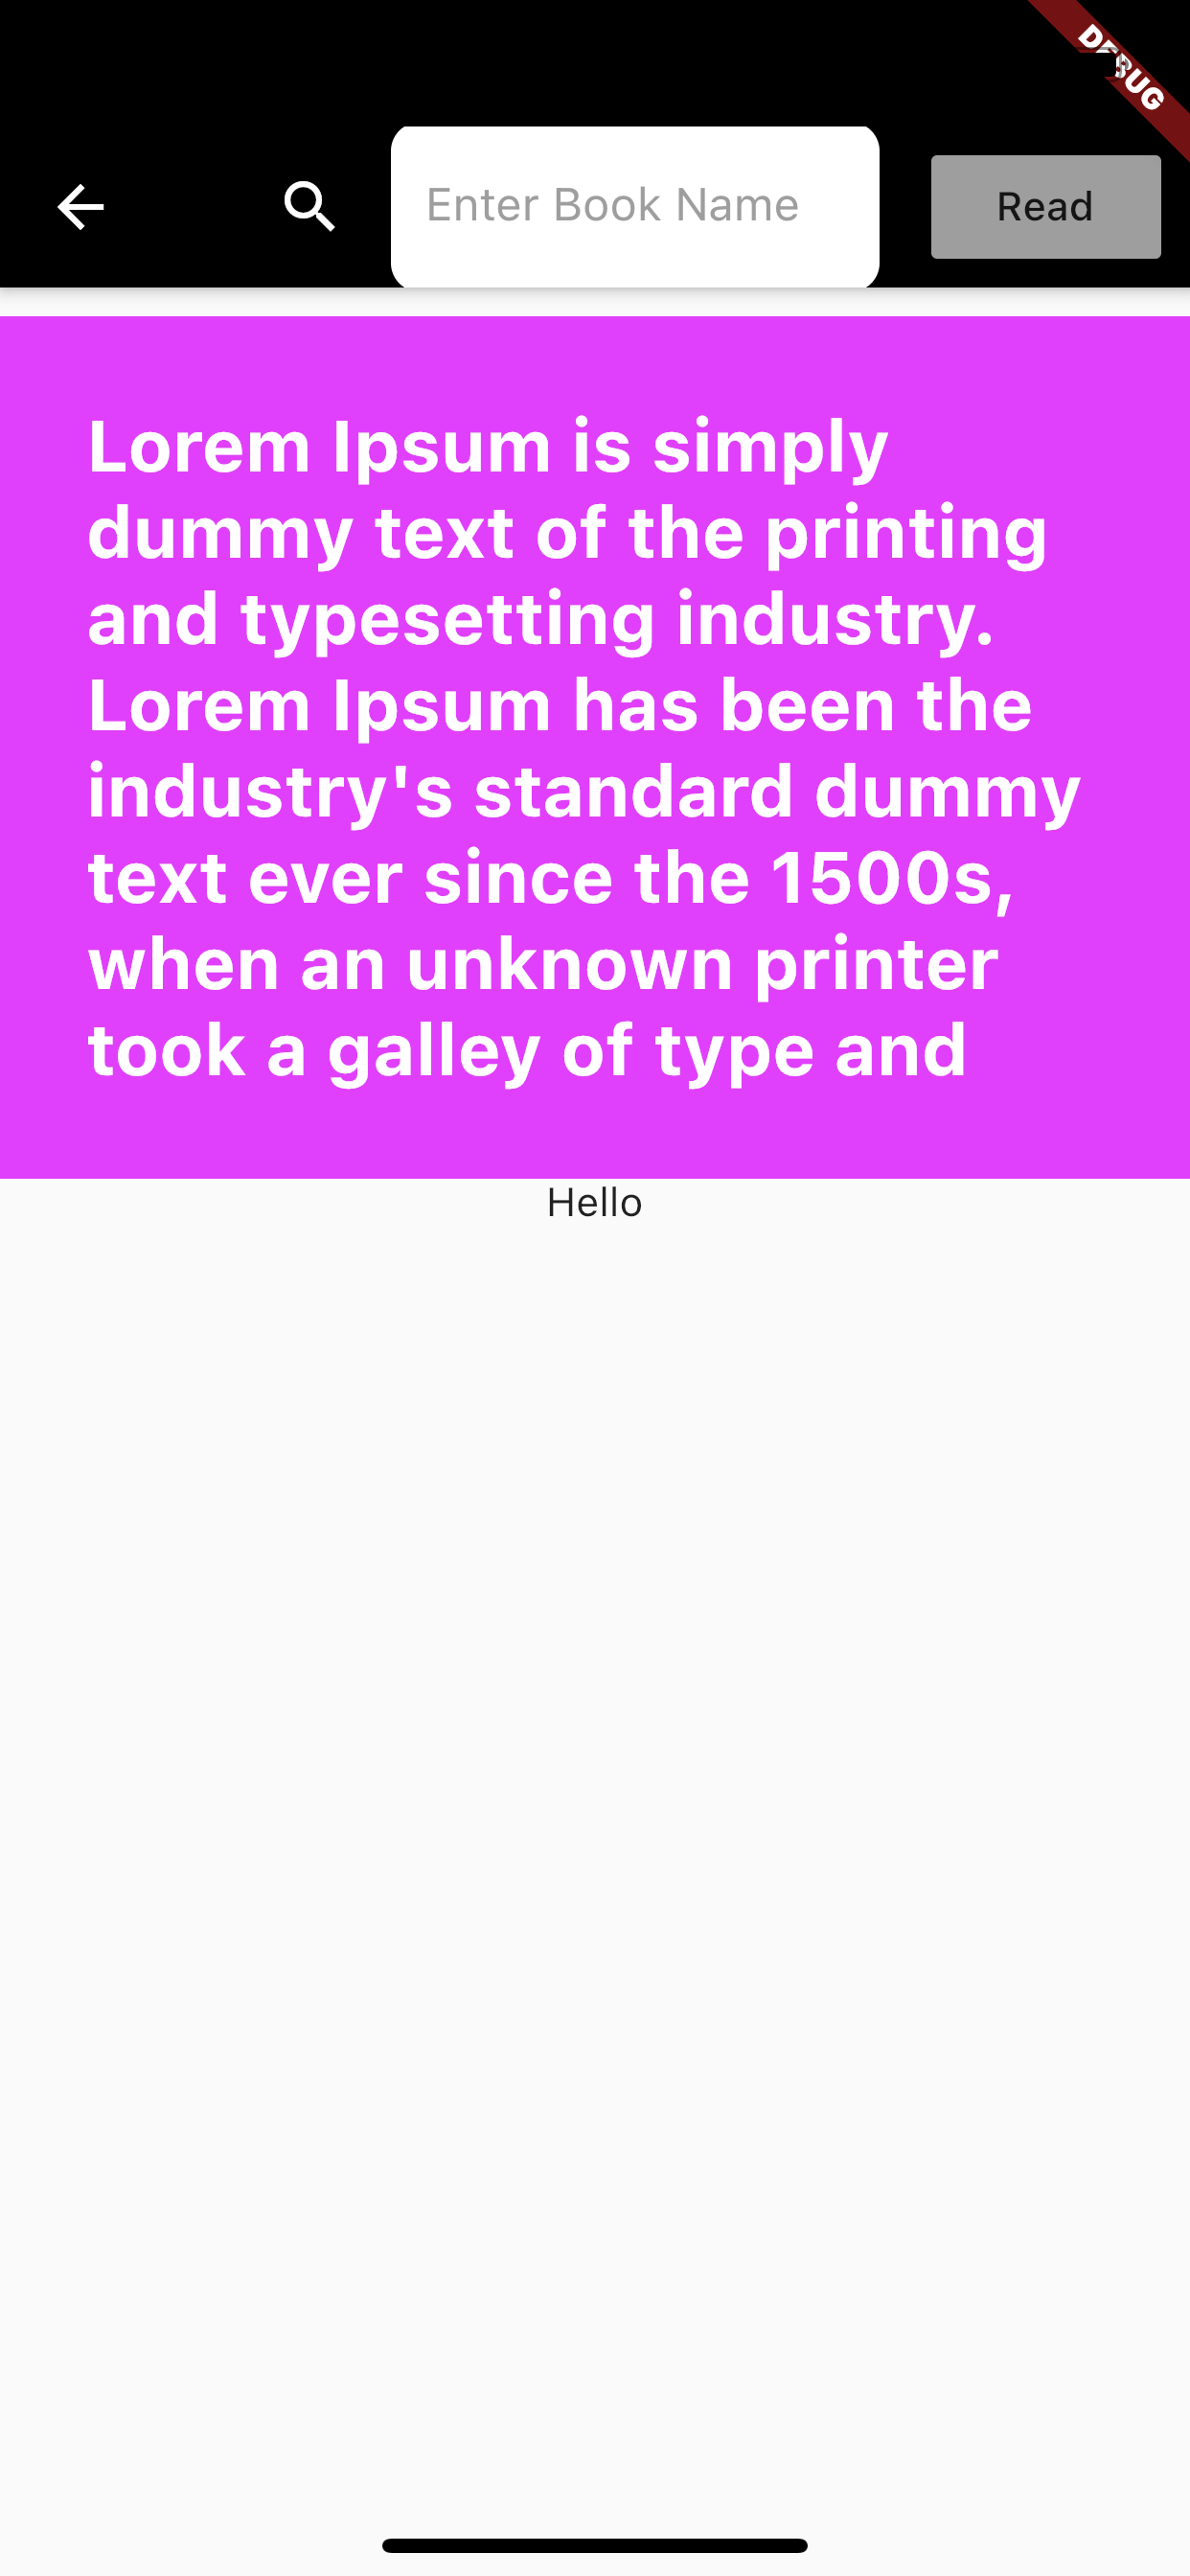 DEBUG
Enter Book Name
Read
Lorem Ipsum is simply
dummy text of the printing
and typesetting industry.
Lorem Ipsum has been the
industry's standard dummy
text ever since the 1500s,
when an unknown printer
took a galley of type and
Hello